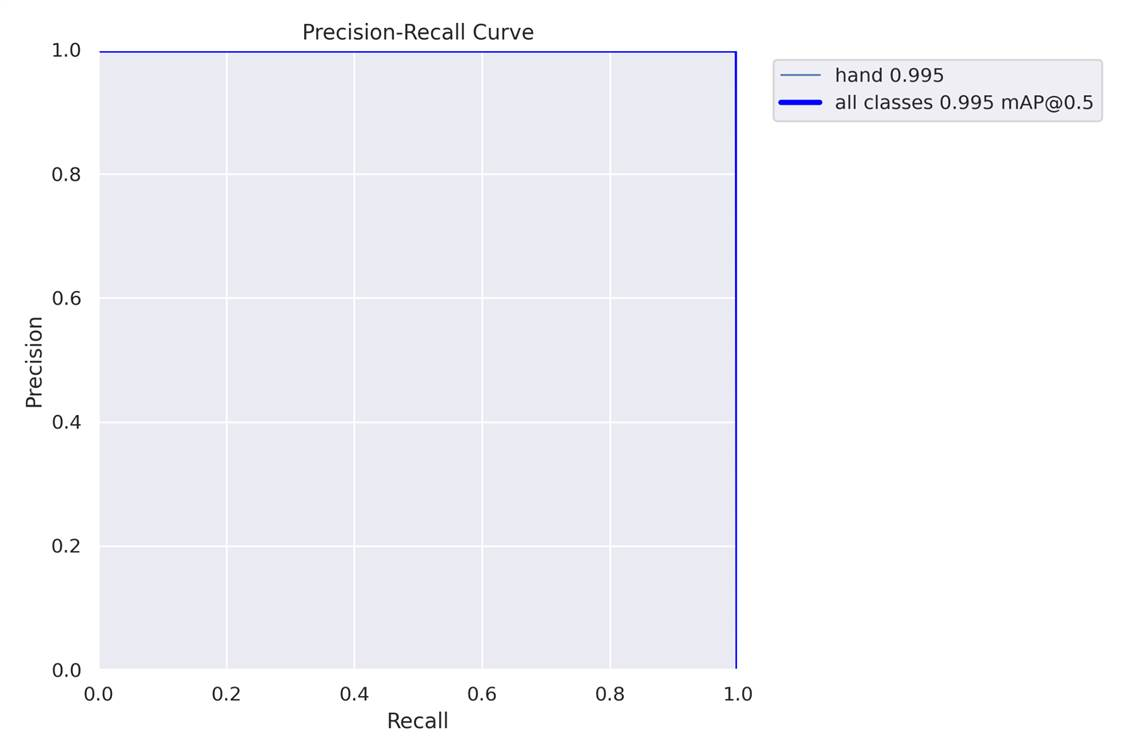 Precision-Recall Curve
hand 0.995
all classes 0.995 mAP@0.5
1.0
0.8
0.6
0.4
0.2
0.0
Precision
0.0 0.2 0.4 0.6 0.8 1.0
Recall